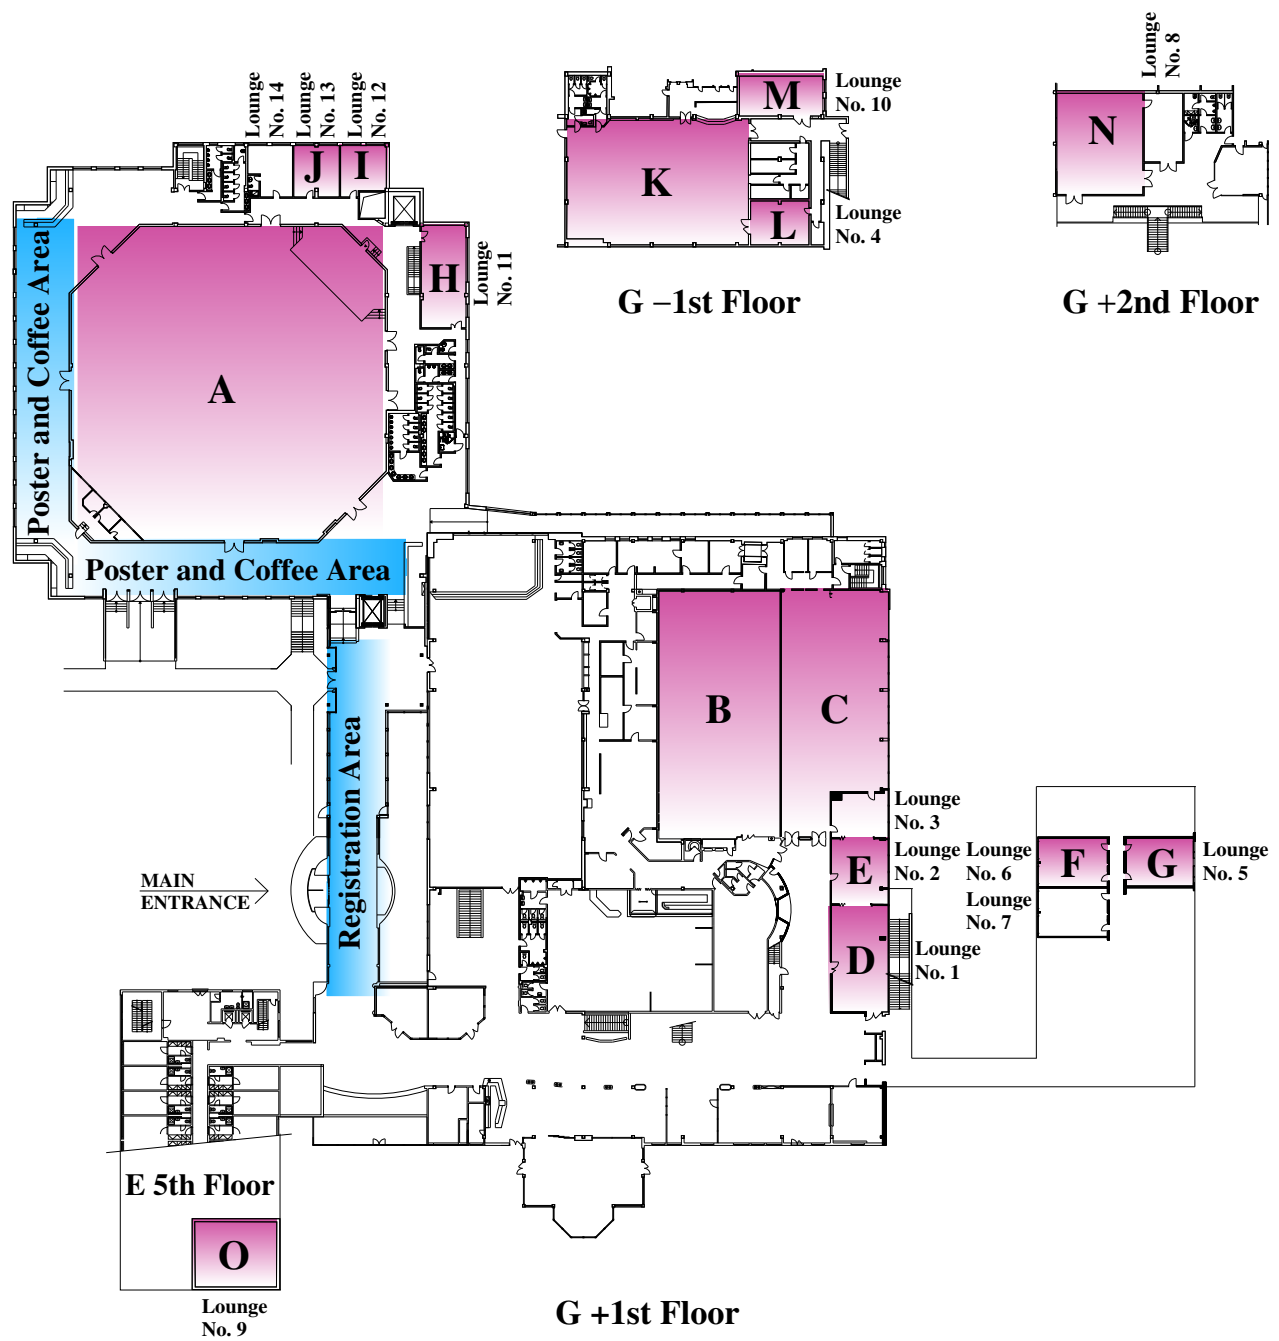 Lounge
No. 14
Lounge
No. 13
Lounge
No. 12
J
I
Poster and Coffee Area
A
H
Lounge
No. 11
Poster and Coffee Area
M
Lounge
No. 10
K
L
Lounge
No. 4
G −1st Floor
Lounge
No. 8
N
G +2nd Floor
Registration Area
MAIN
ENTRANCE
B
C
Lounge
No. 3
E
Lounge
No. 2
D
Lounge
No. 1
Lounge
No. 6
F
G
Lounge
No. 5
Lounge
No. 7
E 5th Floor
O
Lounge
No. 9
G +1st Floor